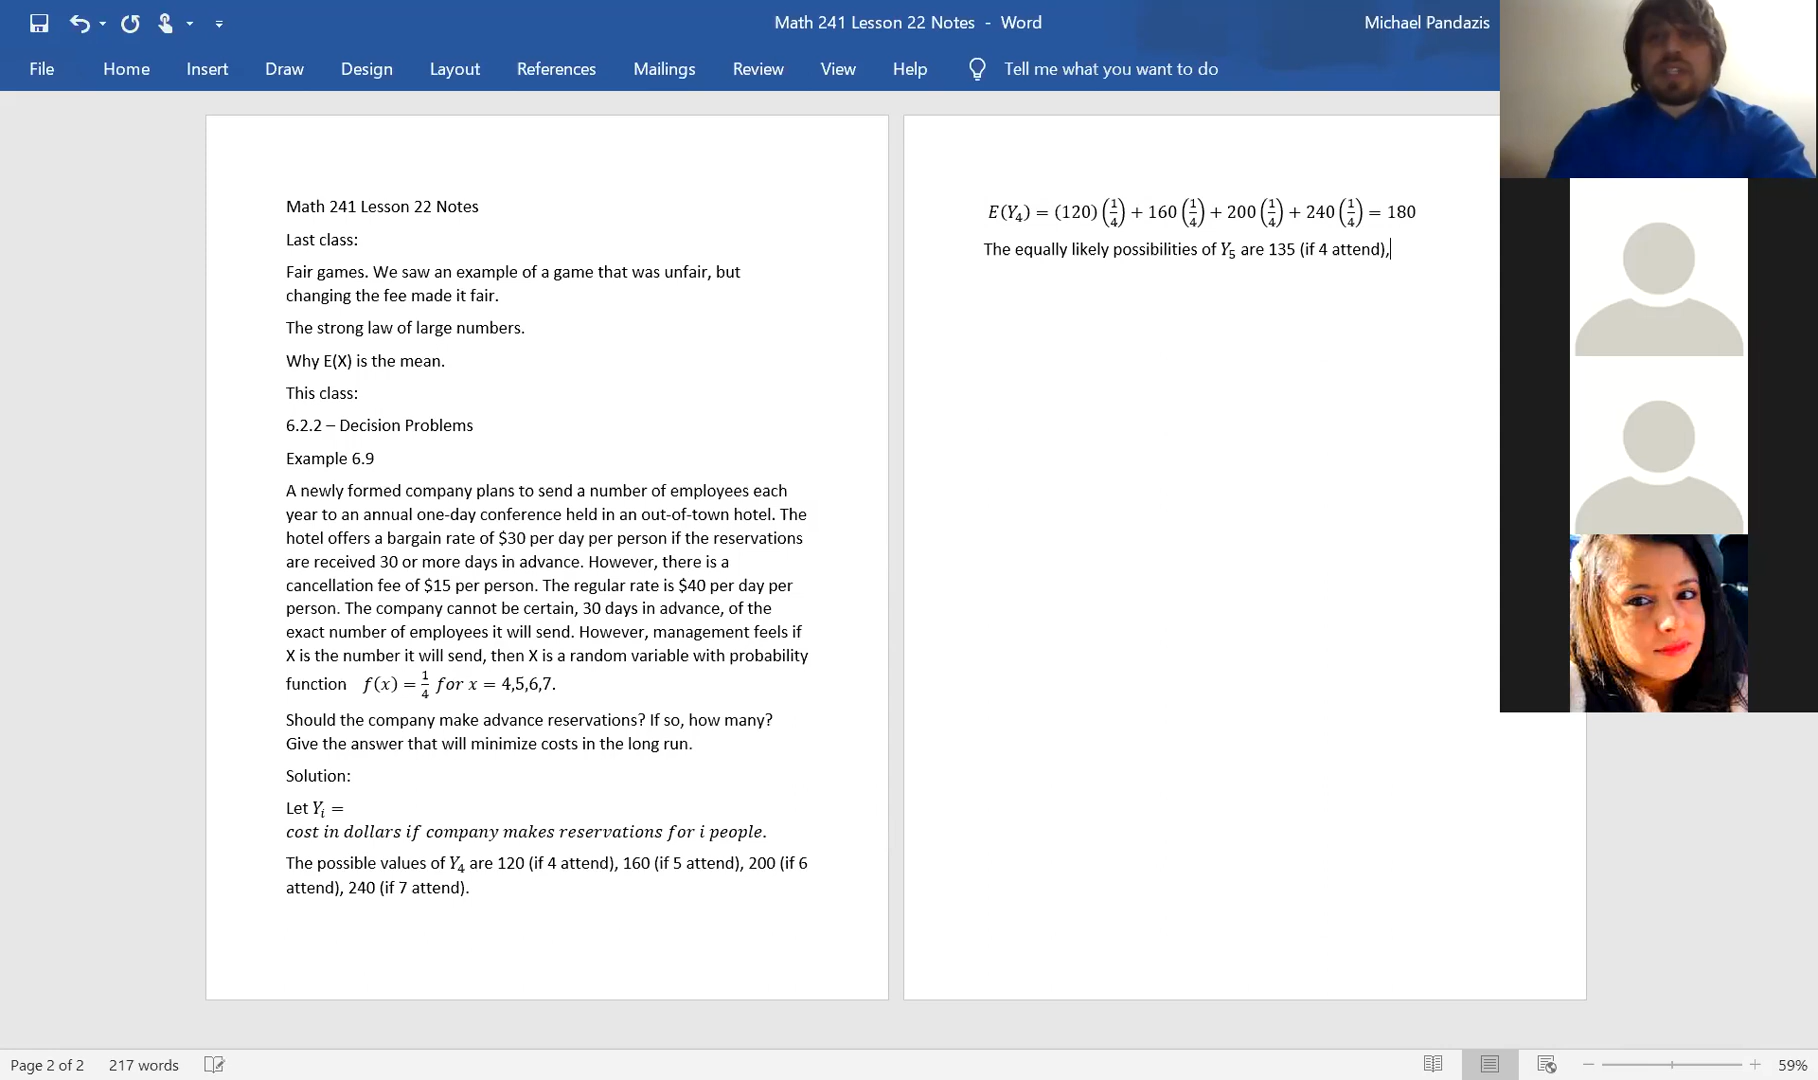 Math 241 Lesson 22 Notes - Word
Michael Pandazis
File Home Insert Draw Design Layout References Mailings Review View Help Tell me what you want to do
Math 241 Lesson 22 Notes
Last class:
Fair games. We saw an example of a game that was unfair, but
changing the fee made it fair.
The strong law of large numbers.
Why E(X) is the mean.
This class:
6.2.2 – Decision Problems
Example 6.9
A newly formed company plans to send a number of employees each
year to an annual one-day conference held in an out-of-town hotel. The
hotel offers a bargain rate of $30 per day per person if the reservations
are received 30 or more days in advance. However, there is a
cancellation fee of $15 per person. The regular rate is $40 per day per
person. The company cannot be certain, 30 days in advance, of the
exact number of employees it will send. However, management feels if
X is the number it will send, then X is a random variable with probability
function f(x) = 1/4 for x = 4,5,6,7.
Should the company make advance reservations? If so, how many?
Give the answer that will minimize costs in the long run.
Solution:
Let Yᵢ =
cost in dollars if company makes reservations for i people.
The possible values of Y₄ are 120 (if 4 attend), 160 (if 5 attend), 200 (if 6
attend), 240 (if 7 attend).
E(Y₄) = (120)(1/4) + 160(1/4) + 200(1/4) + 240(1/4) = 180
The equally likely possibilities of Y₅ are 135 (if 4 attend),
Page 2 of 2 217 words 59%